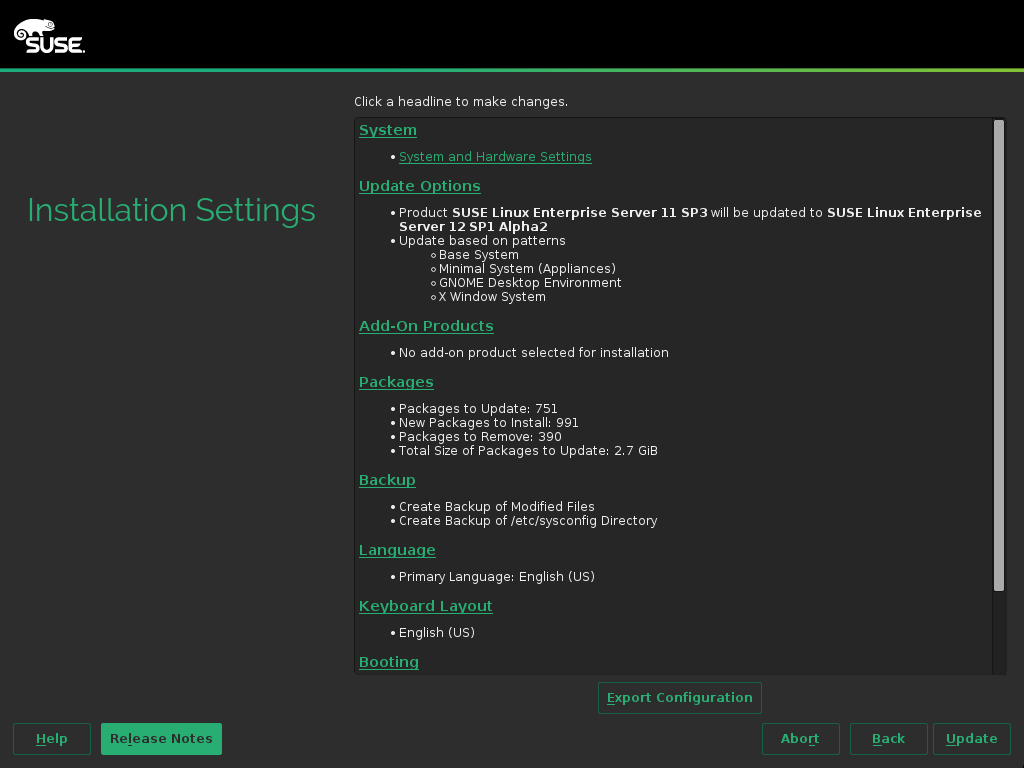 SUSE.
Click a headline to make changes.
Installation Settings
System
• System and Hardware Settings
Update Options
• Product SUSE Linux Enterprise Server 11 SP3 will be updated to SUSE Linux Enterprise
Server 12 SP1 Alpha2
• Update based on patterns
◦ Base System
◦ Minimal System (Appliances)
◦ GNOME Desktop Environment
◦ X Window System
Add-On Products
• No add-on product selected for installation
Packages
• Packages to Update: 751
• New Packages to Install: 991
• Packages to Remove: 390
• Total Size of Packages to Update: 2.7 GiB
Backup
• Create Backup of Modified Files
• Create Backup of /etc/sysconfig Directory
Language
• Primary Language: English (US)
Keyboard Layout
• English (US)
Booting
Export Configuration
Help Release Notes Abort Back Update